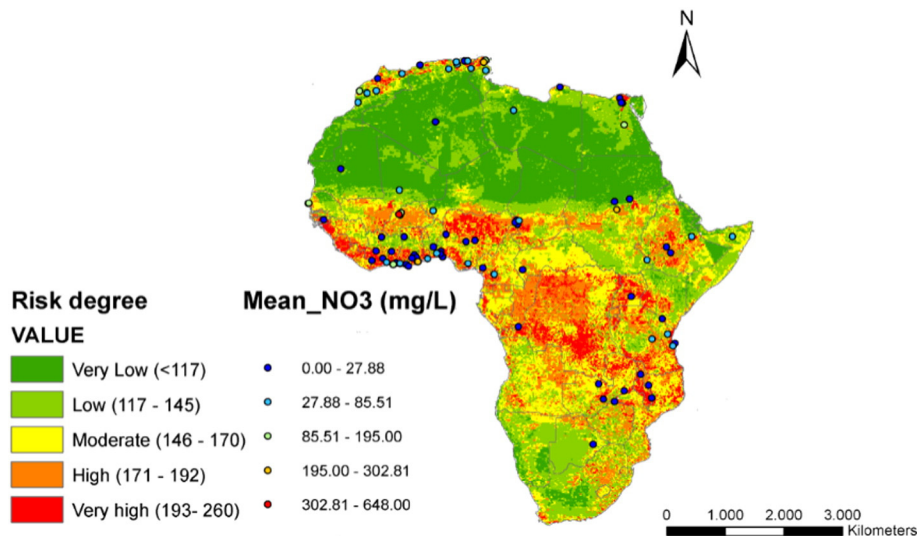 N
Risk degree
VALUE
Very Low (<117)
Low (117 - 145)
Moderate (146 - 170)
High (171 - 192)
Very high (193- 260)
Mean_NO3 (mg/L)
0.00 - 27.88
27.88 - 85.51
85.51 - 195.00
195.00 - 302.81
302.81 - 648.00
0 1.000 2.000 3.000
Kilometers